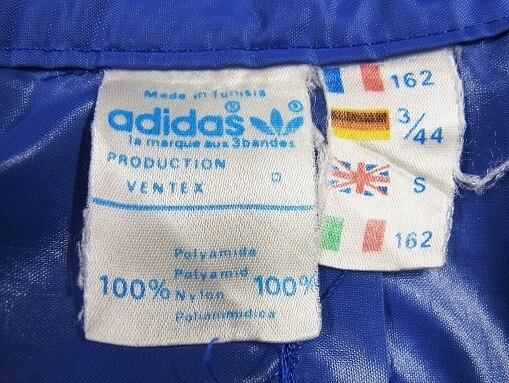 Made in Tunisia
adidas ®
la marque aux 3 bandes
PRODUCTION
VENTEX
Polyamida
Polyamid
100% Nylon 100%
Poliammidica
162
3/44
S
162